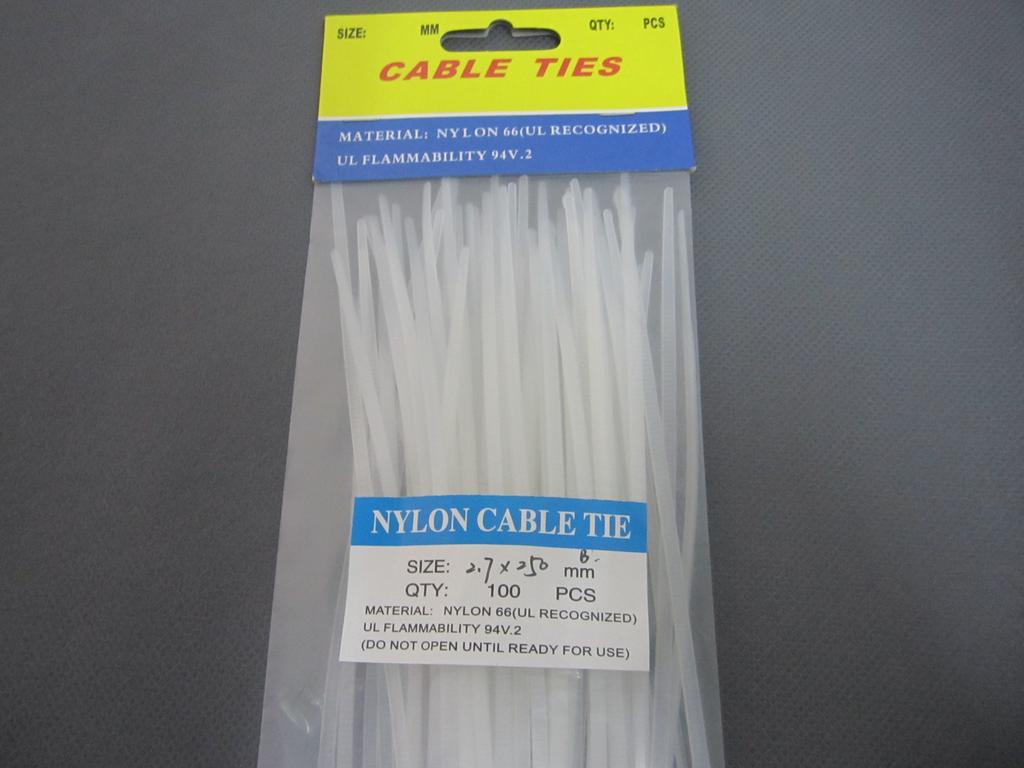 SIZE: MM QTY: PCS
CABLE TIES
MATERIAL: NYLON 66(UL RECOGNIZED)
UL FLAMMABILITY 94V.2
NYLON CABLE TIE
SIZE: 2.7 x 250 B. mm
QTY: 100 PCS
MATERIAL: NYLON 66(UL RECOGNIZED)
UL FLAMMABILITY 94V.2
(DO NOT OPEN UNTIL READY FOR USE)